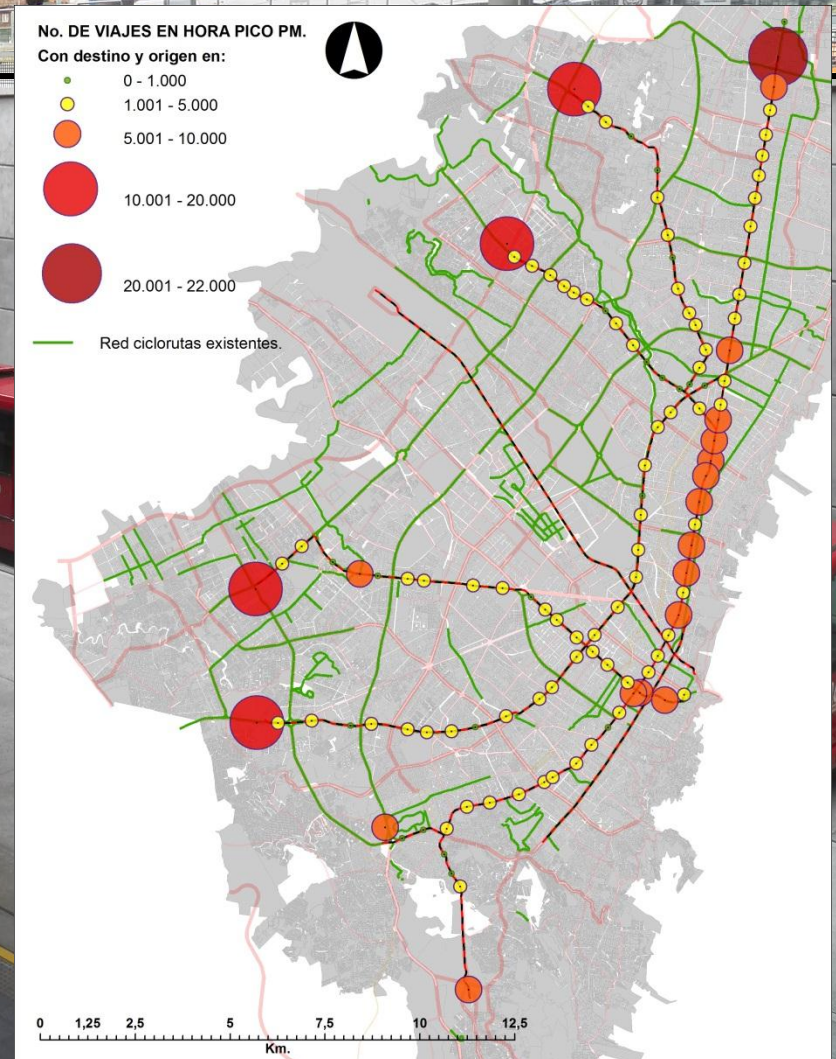 No. DE VIAJES EN HORA PICO PM.
Con destino y origen en:
0 - 1.000
1.001 - 5.000
5.001 - 10.000
10.001 - 20.000
20.001 - 22.000
Red ciclorutas existentes.
0 1,25 2,5 5 7,5 10 12,5
Km.